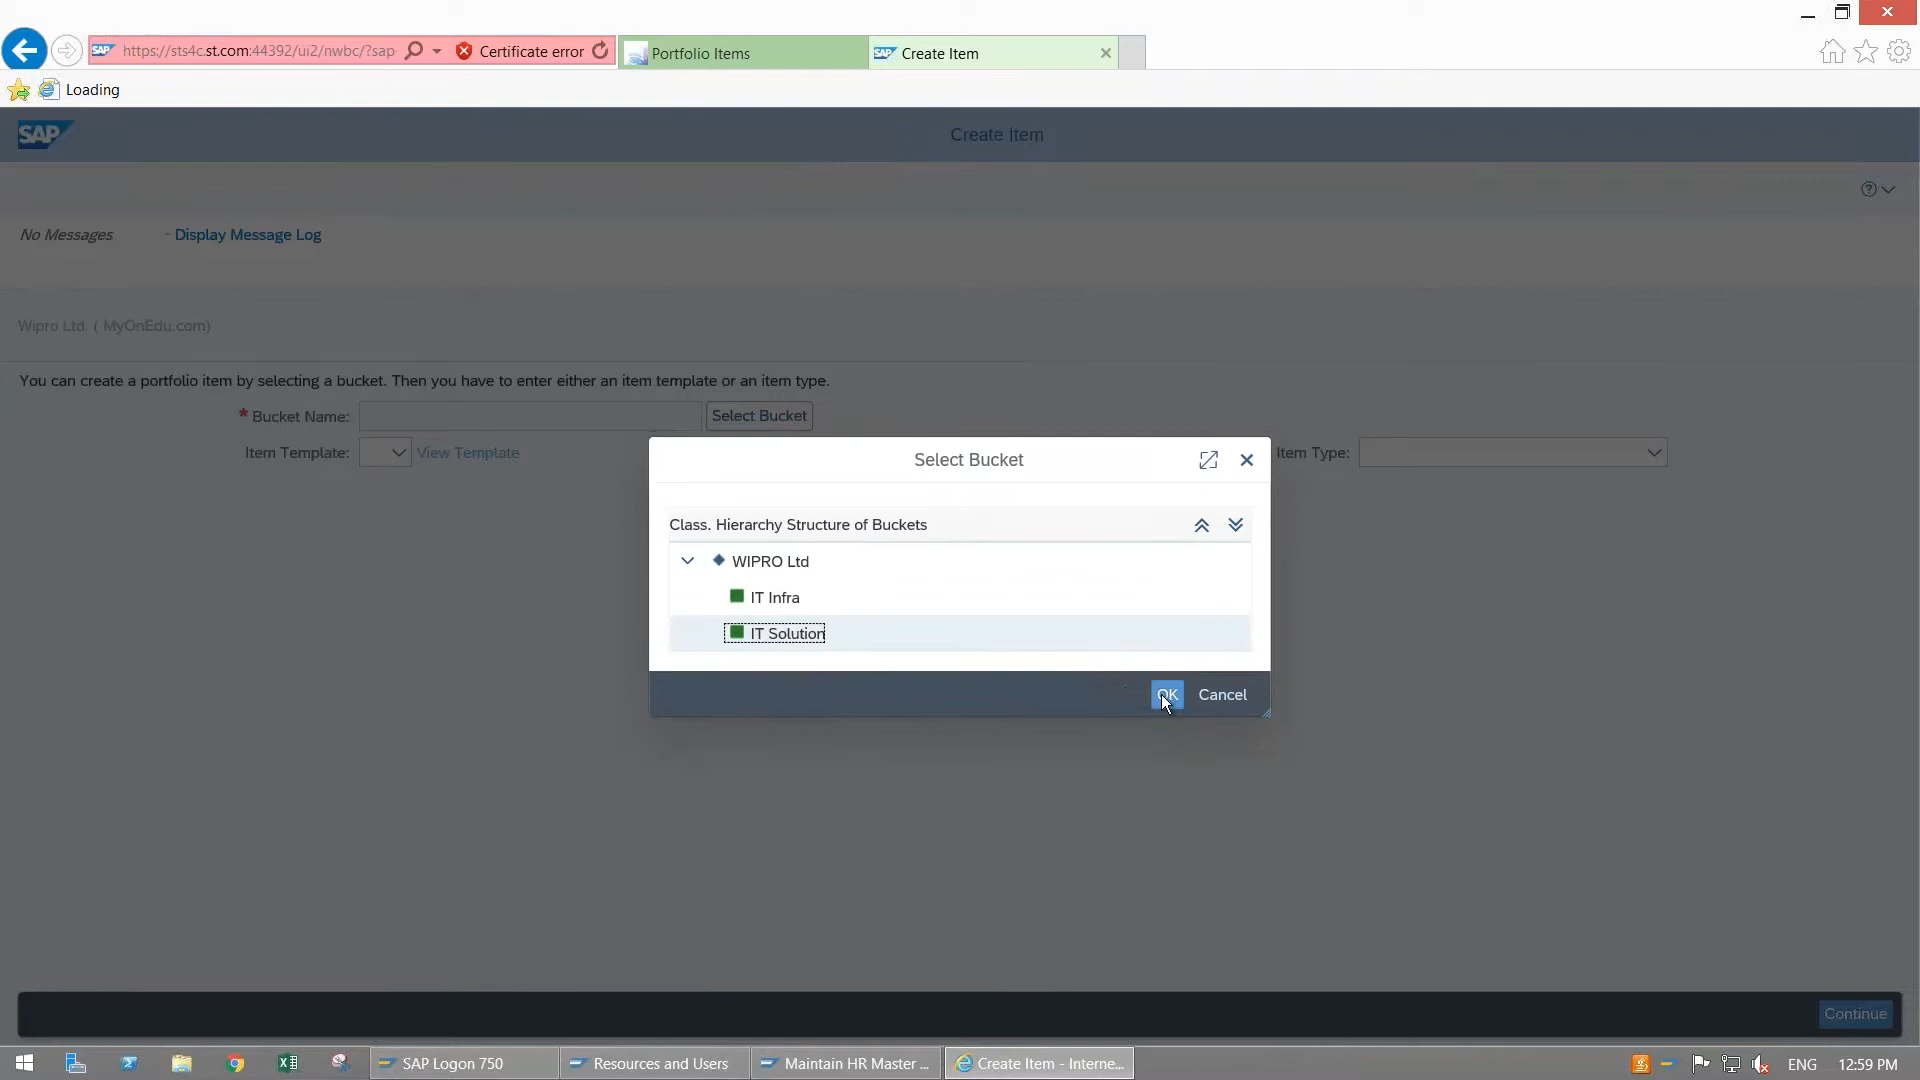 SAP https://sts4c.st.com:44392/ui2/nwbc/?sap- Certificate error Portfolio Items SAP Create Item
Loading
SAP Create Item
No Messages - Display Message Log
Wipro Ltd. ( MyOnEdu.com)
You can create a portfolio item by selecting a bucket. Then you have to enter either an item template or an item type.
* Bucket Name: Select Bucket
Item Template: View Template Item Type:
Select Bucket
Class. Hierarchy Structure of Buckets
WIPRO Ltd
IT Infra
IT Solution
OK Cancel
Continue
SAP Logon 750 Resources and Users Maintain HR Master ... Create Item - Interne... ENG 12:59 PM